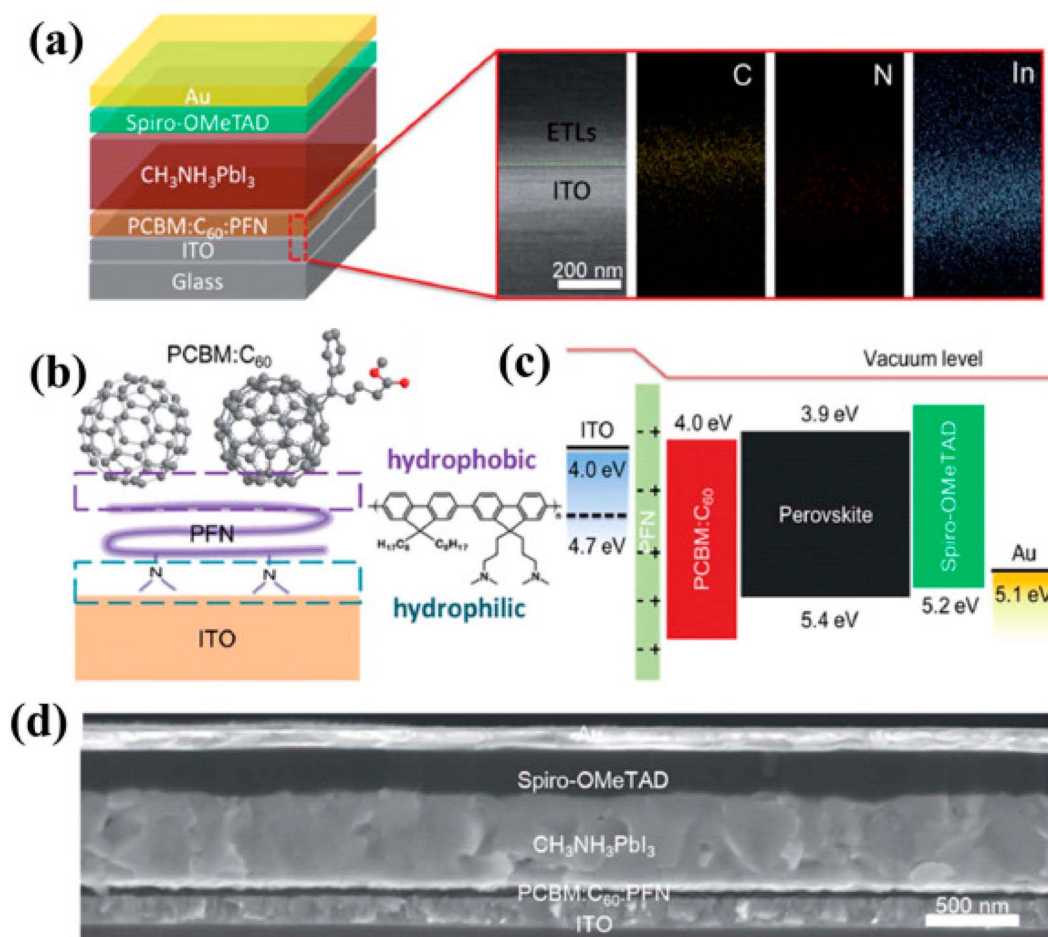 (a)
Au
Spiro-OMeTAD
CH₃NH₃PbI₃
PCBM:C₆₀:PFN
ITO
Glass
ETLs
ITO
200 nm
C
N
In
(b)
PCBM:C₆₀
hydrophobic
PFN
N
N
hydrophilic
ITO
H₁₇C₈
C₈H₁₇
n
N
N
(c)
Vacuum level
ITO
4.0 eV
4.7 eV
- +
- +
- +
- +
- +
PFN
4.0 eV
PCBM:C₆₀
3.9 eV
Perovskite
5.4 eV
Spiro-OMeTAD
5.2 eV
Au
5.1 eV
(d)
Au
Spiro-OMeTAD
CH₃NH₃PbI₃
PCBM:C₆₀:PFN
ITO
500 nm